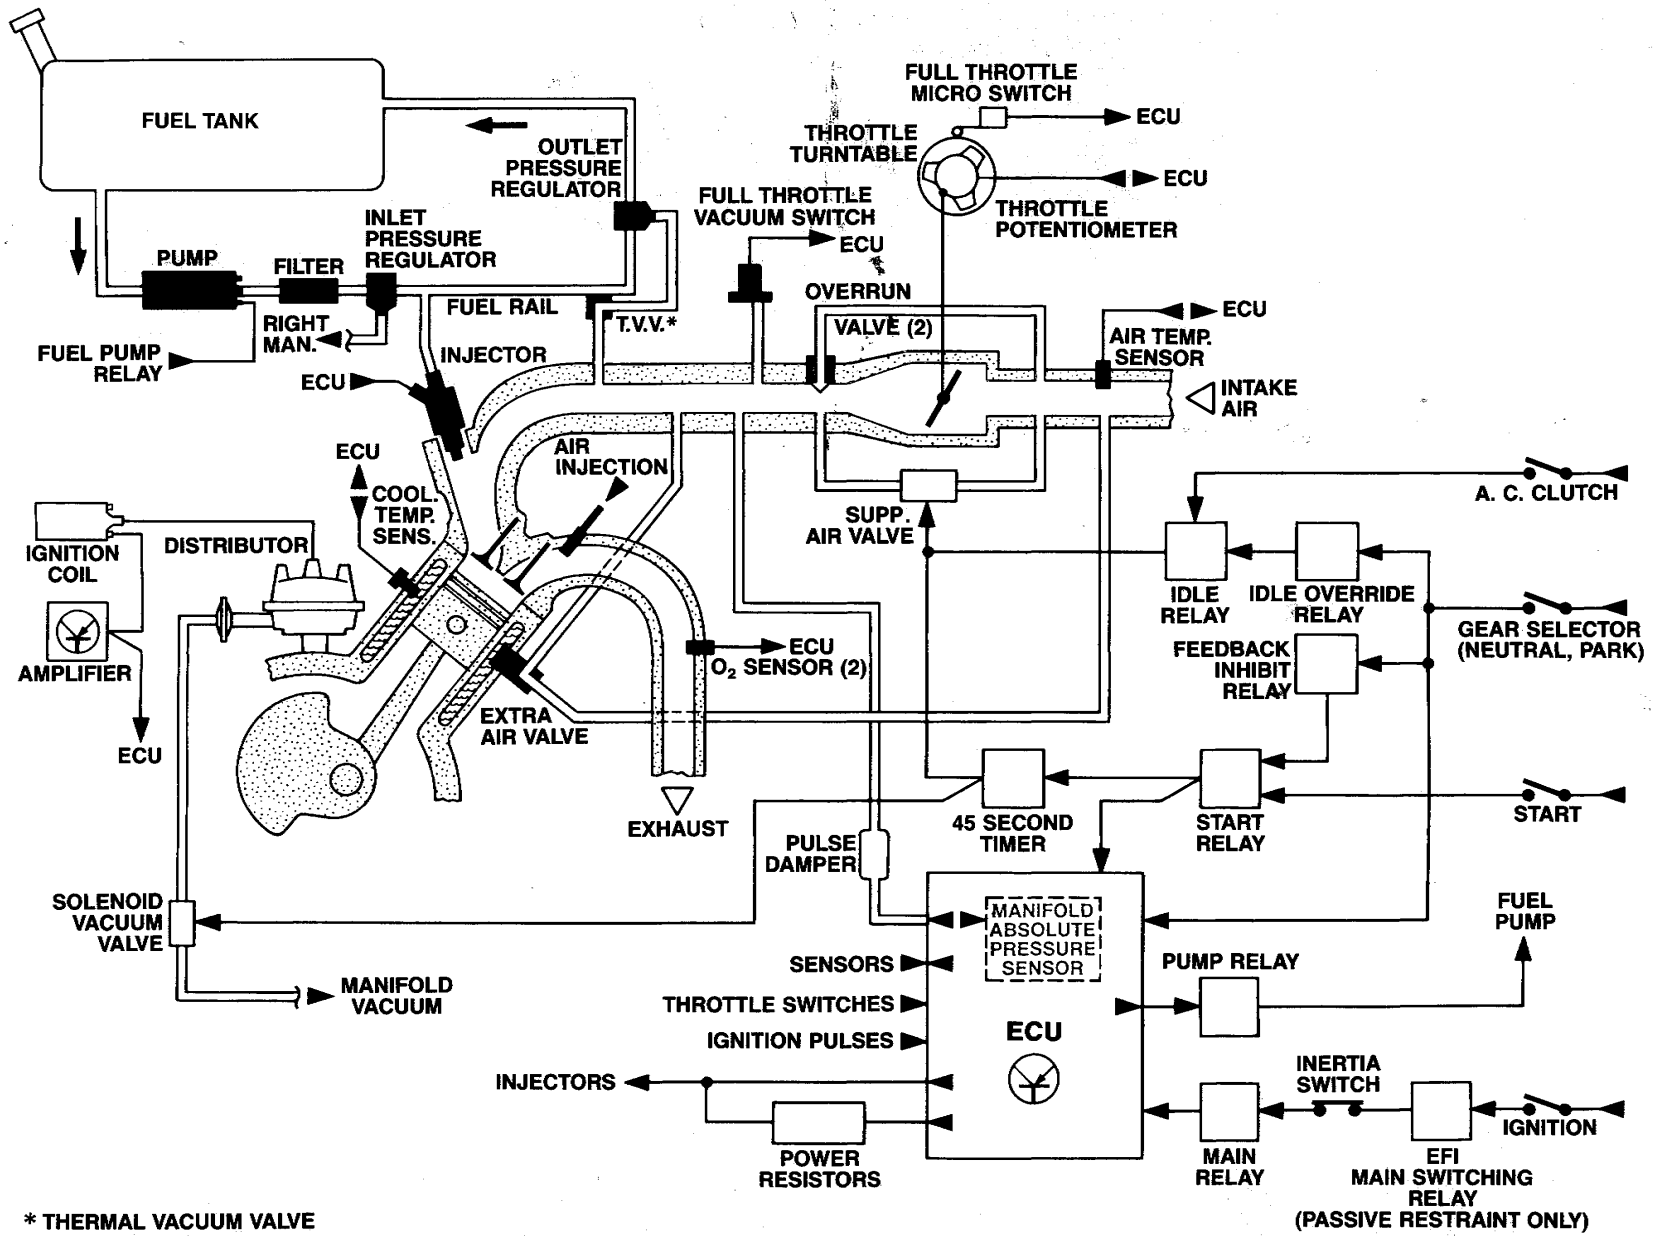 FUEL TANK
OUTLET
PRESSURE
REGULATOR
FULL THROTTLE
MICRO SWITCH
ECU
THROTTLE
TURNTABLE
ECU
THROTTLE
POTENTIOMETER
FULL THROTTLE
VACUUM SWITCH
ECU
INLET
PRESSURE
REGULATOR
PUMP
FILTER
FUEL RAIL
T.V.V.*
RIGHT
MAN.
FUEL PUMP
RELAY
INJECTOR
ECU
OVERRUN
VALVE (2)
ECU
AIR TEMP.
SENSOR
INTAKE
AIR
AIR
INJECTION
ECU
COOL.
TEMP.
SENS.
IGNITION
COIL
DISTRIBUTOR
AMPLIFIER
ECU
SUPP.
AIR VALVE
A. C. CLUTCH
IDLE
RELAY
IDLE OVERRIDE
RELAY
GEAR SELECTOR
(NEUTRAL, PARK)
FEEDBACK
INHIBIT
RELAY
ECU
O2 SENSOR (2)
EXTRA
AIR VALVE
EXHAUST
45 SECOND
TIMER
START
RELAY
START
PULSE
DAMPER
SOLENOID
VACUUM
VALVE
MANIFOLD
VACUUM
MANIFOLD
ABSOLUTE
PRESSURE
SENSOR
FUEL
PUMP
PUMP RELAY
SENSORS
THROTTLE SWITCHES
IGNITION PULSES
ECU
INJECTORS
POWER
RESISTORS
INERTIA
SWITCH
IGNITION
MAIN
RELAY
EFI
MAIN SWITCHING
RELAY
(PASSIVE RESTRAINT ONLY)
* THERMAL VACUUM VALVE